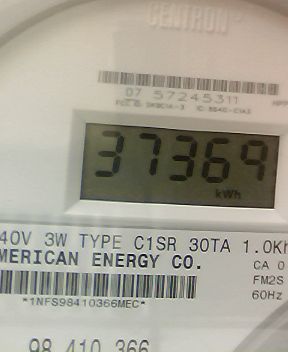 CENTRON
07 57245311
37369
kWh
40V 3W TYPE C1SR 30TA 1.0Kh
MERICAN ENERGY CO.
CA 0
FM2S
60Hz
*1NFS98410366MEC*
98 410 366